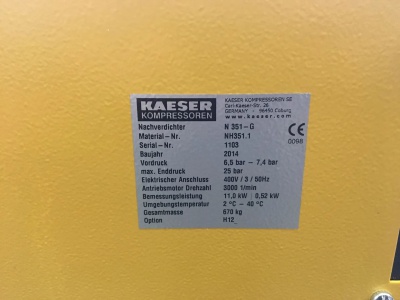 KAESER
KOMPRESSOREN
KAESER KOMPRESSOREN SE
Carl-Kaeser-Str. 26
GERMANY - 96450 Coburg
www.kaeser.com
Nachverdichter N 351-G
Material-Nr. NH351.1
Serial-Nr. 1103
Baujahr 2014
Vordruck 6,5 bar - 7,4 bar
max. Enddruck 25 bar
Elektrischer Anschluss 400V / 3 / 50Hz
Antriebsmotor Drehzahl 3000 1/min
Bemessungsleistung 11,0 kW | 0,52 kW
Umgebungstemperatur 2 °C - 40 °C
Gesamtmasse 670 kg
Option H12
CE
0098